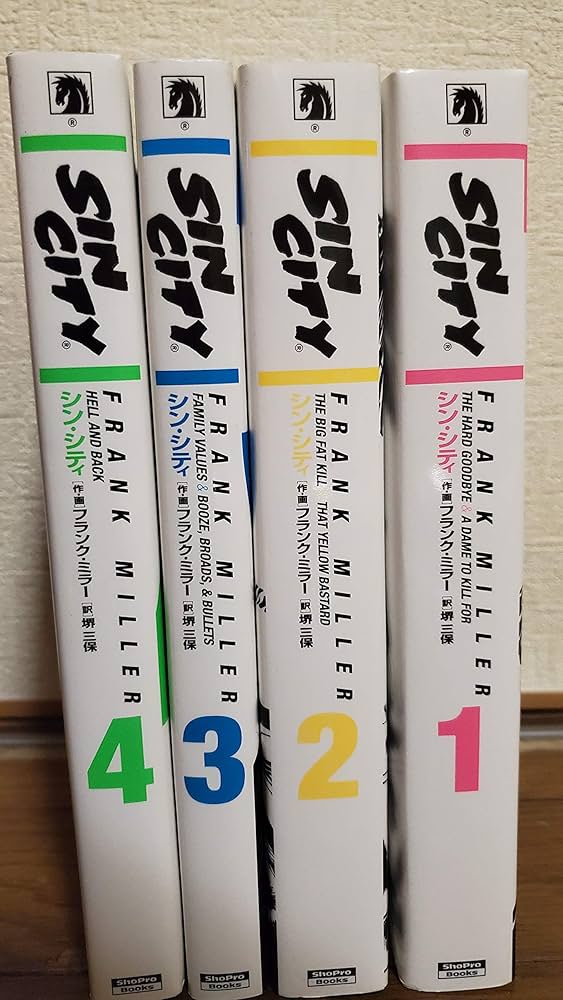 ®
SIN
CITY®
FRANK MILLER
HELL AND BACK
シン・シティ [作・画]フランク・ミラー [訳]堺 三保
4
ShoPro
Books
®
SIN
CITY®
FRANK MILLER
FAMILY VALUES & BOOZE, BROADS, & BULLETS
シン・シティ [作・画]フランク・ミラー [訳]堺 三保
3
ShoPro
Books
®
SIN
CITY®
FRANK MILLER
THE BIG FAT KILL & THAT YELLOW BASTARD
シン・シティ [作・画]フランク・ミラー [訳]堺 三保
2
ShoPro
Books
®
SIN
CITY®
FRANK MILLER
THE HARD GOODBYE & A DAME TO KILL FOR
シン・シティ [作・画]フランク・ミラー [訳]堺 三保
1
ShoPro
Books